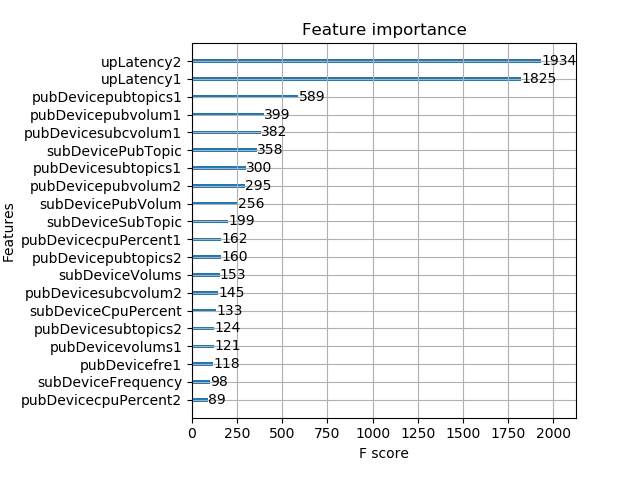 Feature importance
Features
upLatency2 1934
upLatency1 1825
pubDevicepubtopics1 589
pubDevicepubvolum1 399
pubDevicesubcvolum1 382
subDevicePubTopic 358
pubDevicesubtopics1 300
pubDevicepubvolum2 295
subDevicePubVolum 256
subDeviceSubTopic 199
pubDevicecpuPercent1 162
pubDevicepubtopics2 160
subDeviceVolums 153
pubDevicesubcvolum2 145
subDeviceCpuPercent 133
pubDevicesubtopics2 124
pubDevicevolums1 121
pubDevicefre1 118
subDeviceFrequency 98
pubDevicecpuPercent2 89
0 250 500 750 1000 1250 1500 1750 2000
F score